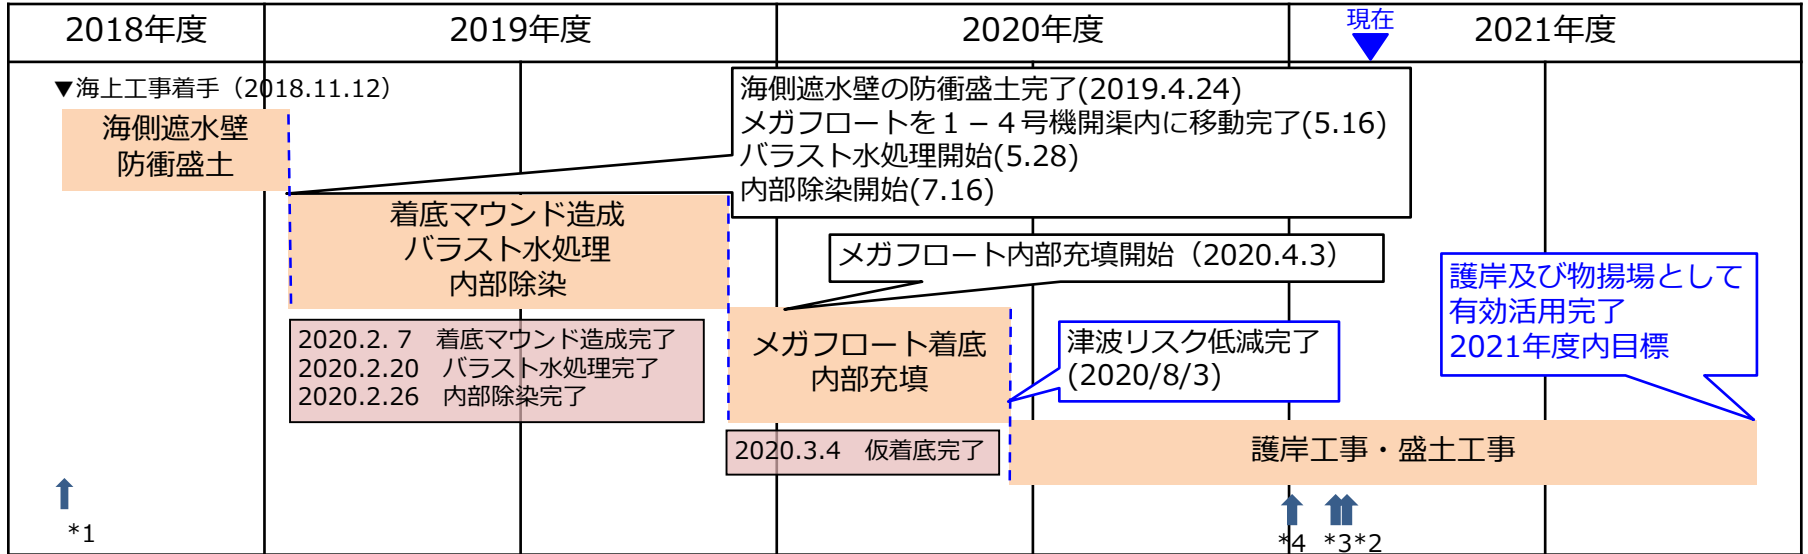 2018年度
2019年度
2020年度
2021年度
現在
▼海上工事着手（2018.11.12）
海側遮水壁
防衝盛土
海側遮水壁の防衝盛土完了(2019.4.24)
メガフロートを１－４号機開渠内に移動完了(5.16)
バラスト水処理開始(5.28)
内部除染開始(7.16)
着底マウンド造成
バラスト水処理
内部除染
メガフロート内部充填開始（2020.4.3）
2020.2. 7　着底マウンド造成完了
2020.2.20　バラスト水処理完了
2020.2.26　内部除染完了
メガフロート着底
内部充填
津波リスク低減完了
(2020/8/3)
護岸及び物揚場として
有効活用完了
2021年度内目標
2020.3.4　仮着底完了
護岸工事・盛土工事
*1
*4
*3*2